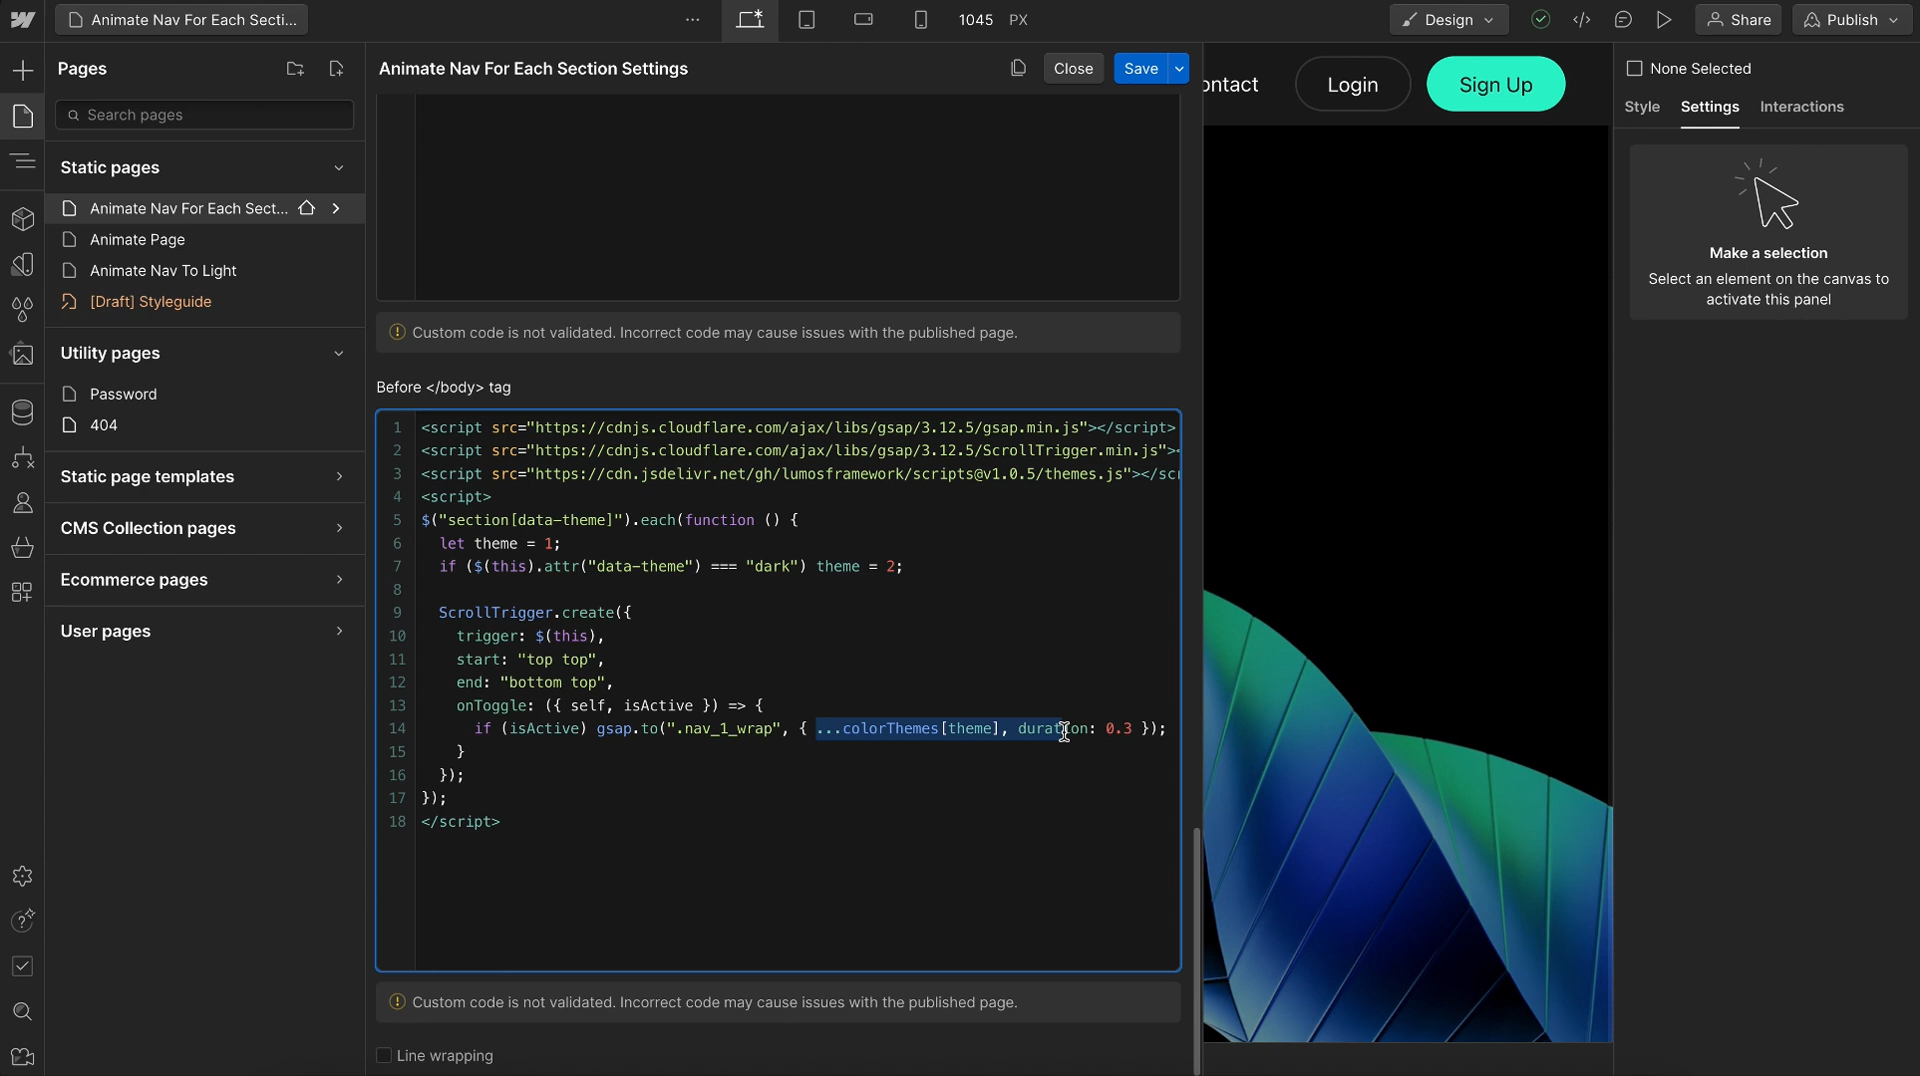 Animate Nav For Each Secti...
1045 PX
Design
Share
Publish
Pages
Search pages
Static pages
Animate Nav For Each Sect...
Animate Page
Animate Nav To Light
[Draft] Styleguide
Utility pages
Password
404
Static page templates
CMS Collection pages
Ecommerce pages
User pages
Animate Nav For Each Section Settings
Close
Save
Custom code is not validated. Incorrect code may cause issues with the published page.
Before </body> tag
1 <script src="https://cdnjs.cloudflare.com/ajax/libs/gsap/3.12.5/gsap.min.js"></script>
2 <script src="https://cdnjs.cloudflare.com/ajax/libs/gsap/3.12.5/ScrollTrigger.min.js"><
3 <script src="https://cdn.jsdelivr.net/gh/lumosframework/scripts@v1.0.5/themes.js"></scr
4 <script>
5 $("section[data-theme]").each(function () {
6 let theme = 1;
7 if ($(this).attr("data-theme") === "dark") theme = 2;
8
9 ScrollTrigger.create({
10 trigger: $(this),
11 start: "top top",
12 end: "bottom top",
13 onToggle: ({ self, isActive }) => {
14 if (isActive) gsap.to(".nav_1_wrap", { ...colorThemes[theme], duration: 0.3 });
15 }
16 });
17 });
18 </script>
Custom code is not validated. Incorrect code may cause issues with the published page.
Line wrapping
ontact
Login
Sign Up
None Selected
Style Settings Interactions
Make a selection
Select an element on the canvas to
activate this panel